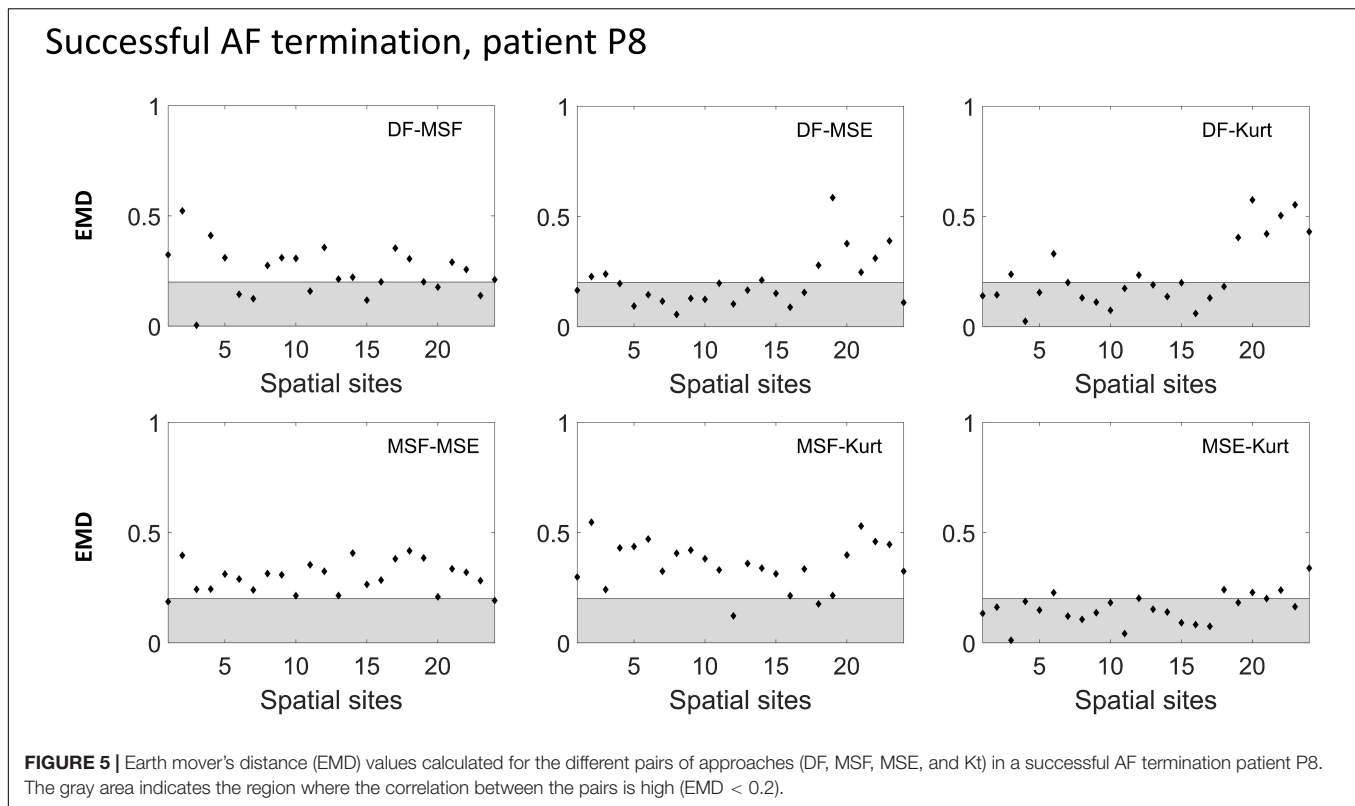 Successful AF termination, patient P8
1
0.5
0
EMD
DF-MSF
5 10 15 20
Spatial sites
1
0.5
0
DF-MSE
5 10 15 20
Spatial sites
1
0.5
0
DF-Kurt
5 10 15 20
Spatial sites
1
0.5
0
EMD
MSF-MSE
5 10 15 20
Spatial sites
1
0.5
0
MSF-Kurt
5 10 15 20
Spatial sites
1
0.5
0
MSE-Kurt
5 10 15 20
Spatial sites
FIGURE 5 | Earth mover's distance (EMD) values calculated for the different pairs of approaches (DF, MSF, MSE, and Kt) in a successful AF termination patient P8.
The gray area indicates the region where the correlation between the pairs is high (EMD < 0.2).